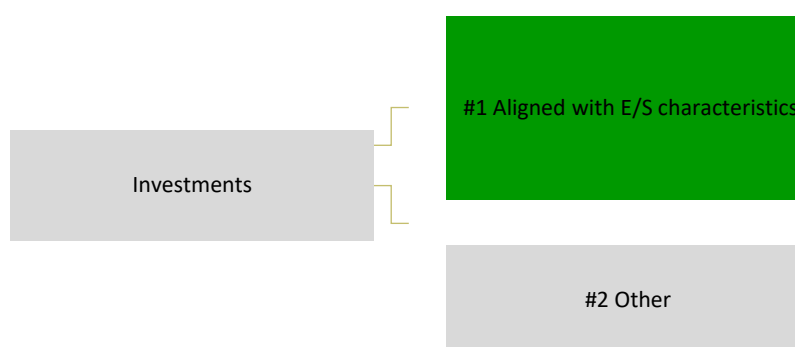 Investments
#1 Aligned with E/S characteristics
#2 Other